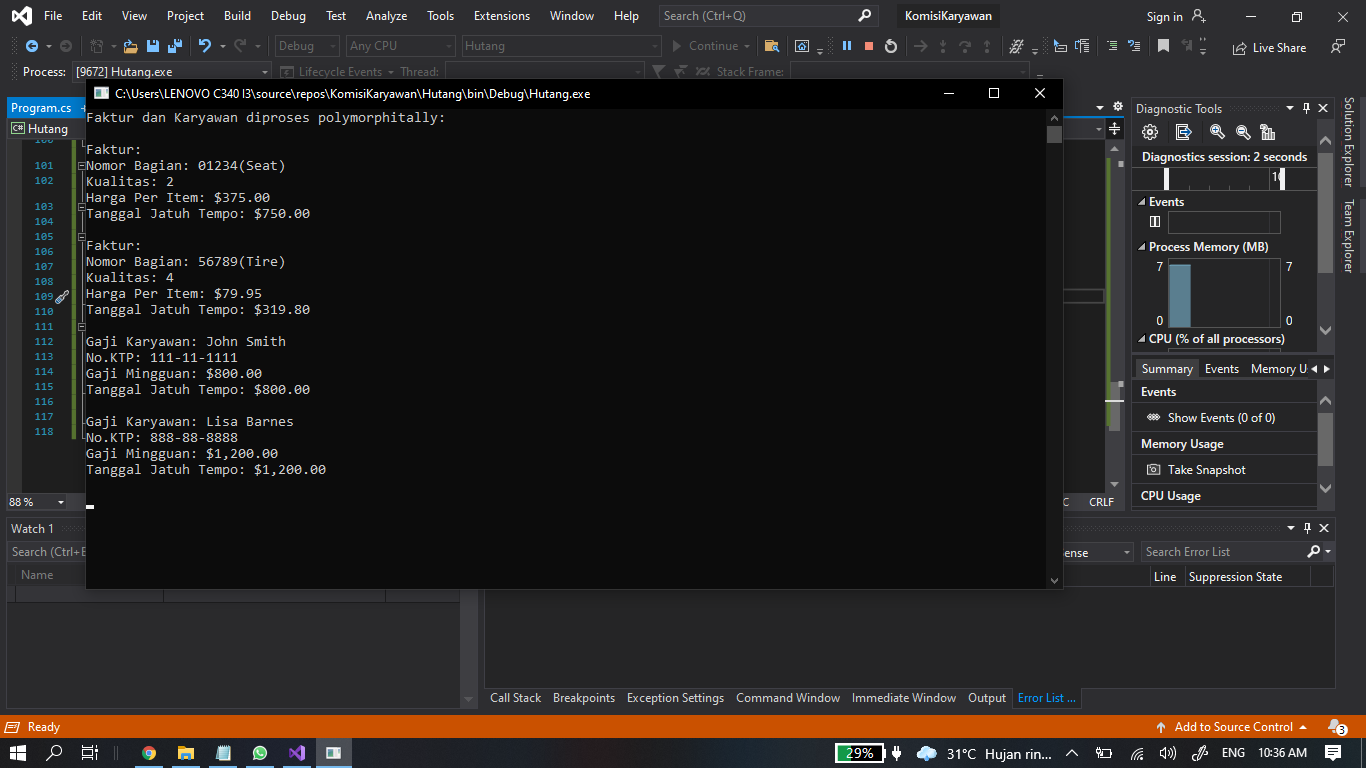 File Edit View Project Build Debug Test Analyze Tools Extensions Window Help Search (Ctrl+Q) KomisiKaryawan Sign in
Debug Any CPU Hutang Continue Live Share
Process: [9672] Hutang.exe Lifecycle Events Thread: Stack Frame:
C:\Users\LENOVO C340 I3\source\repos\KomisiKaryawan\Hutang\bin\Debug\Hutang.exe
Program.cs
Hutang
Faktur dan Karyawan diproses polymorphitally:
Faktur:
Nomor Bagian: 01234(Seat)
Kualitas: 2
Harga Per Item: $375.00
Tanggal Jatuh Tempo: $750.00
Faktur:
Nomor Bagian: 56789(Tire)
Kualitas: 4
Harga Per Item: $79.95
Tanggal Jatuh Tempo: $319.80
Gaji Karyawan: John Smith
No.KTP: 111-11-1111
Gaji Mingguan: $800.00
Tanggal Jatuh Tempo: $800.00
Gaji Karyawan: Lisa Barnes
No.KTP: 888-88-8888
Gaji Mingguan: $1,200.00
Tanggal Jatuh Tempo: $1,200.00
101
102
103
104
105
106
107
108
109
110
111
112
113
114
115
116
117
118
88 %
CRLF
Diagnostic Tools
Diagnostics session: 2 seconds
Events
Process Memory (MB)
7 7
0 0
CPU (% of all processors)
Summary Events Memory U
Events
Show Events (0 of 0)
Memory Usage
Take Snapshot
CPU Usage
Solution Explorer
Team Explorer
Watch 1
Search (Ctrl+E
Name
Search Error List
Line Suppression State
Call Stack Breakpoints Exception Settings Command Window Immediate Window Output Error List ...
Ready Add to Source Control 3
29% 31°C Hujan rin... ENG 10:36 AM